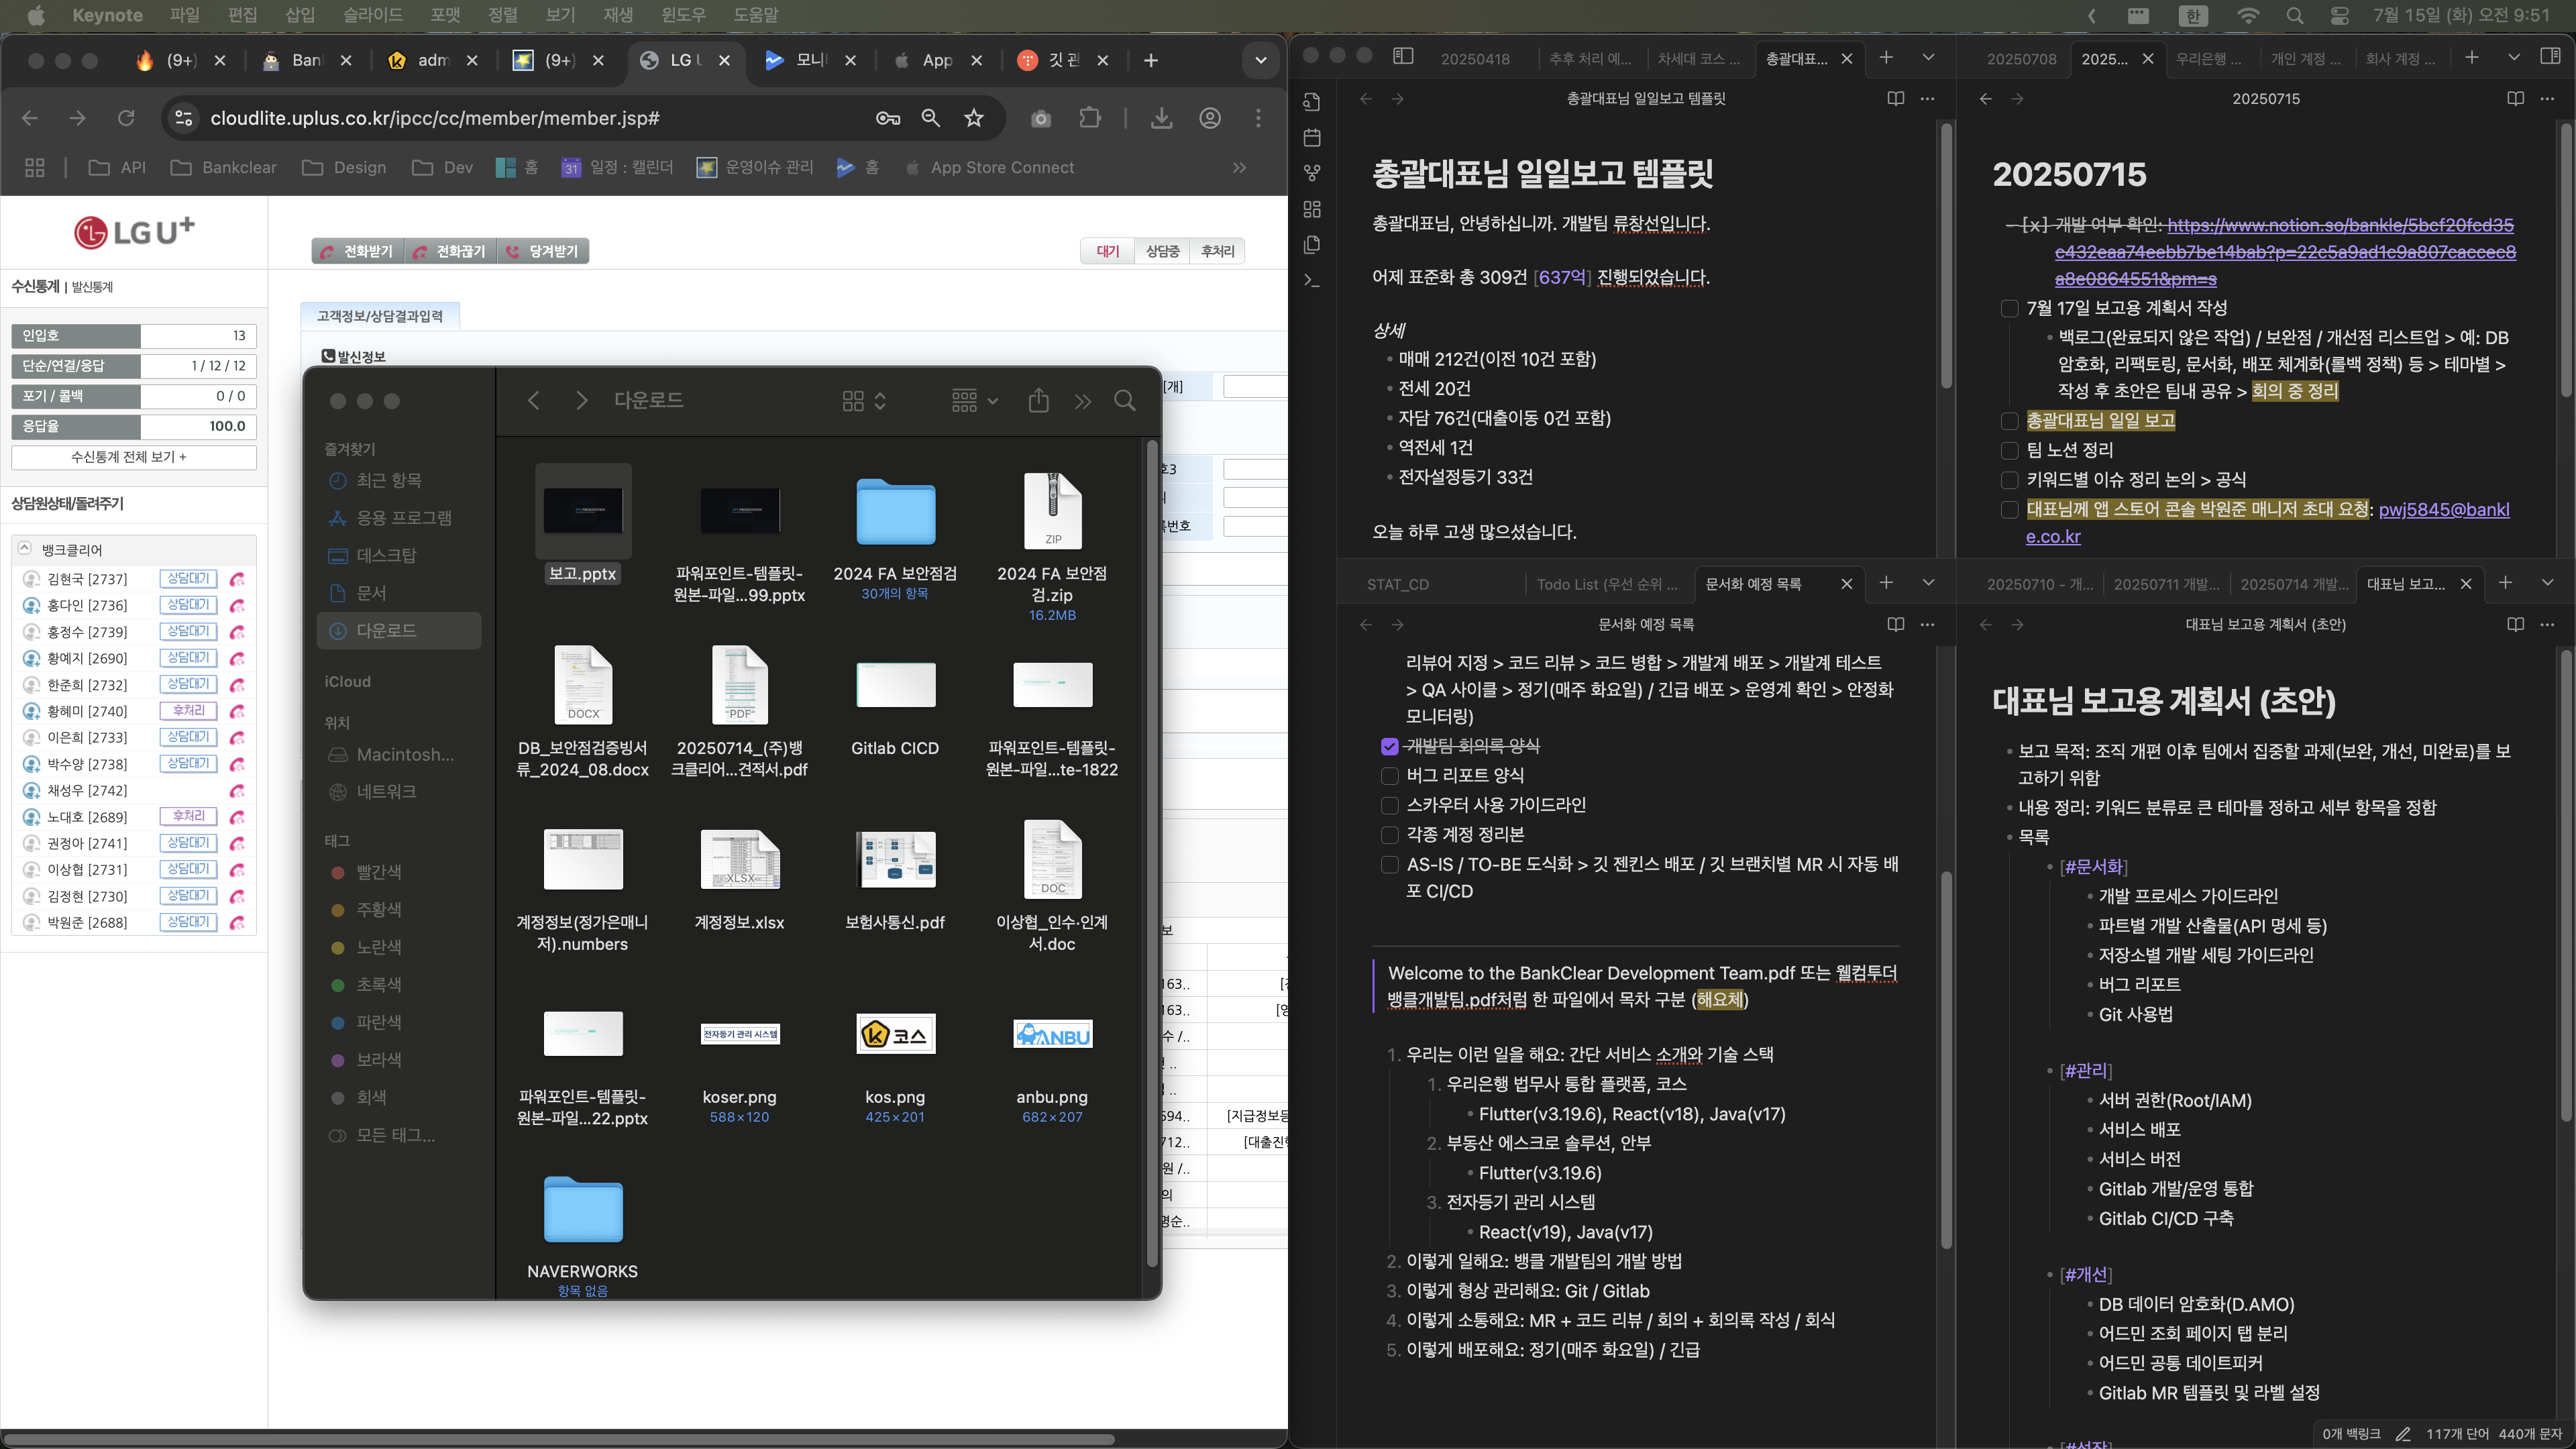 Keynote 파일 편집 삽입 슬라이드 포맷 정렬 보기 재생 윈도우 도움말
한 7월 15일 (화) 오전 9:51
(9+) Banl adm (9+) LG 모니 App 깃 관
cloudlite.uplus.co.kr/ipcc/cc/member/member.jsp#
API Bankclear Design Dev 홈 31 일정 : 캘린더 운영이슈 관리 홈 App Store Connect
LG U+
전화받기 전화끊기 당겨받기
대기 상담중 후처리
수신통계 | 발신통계
인입호 13
단순/연결/응답 1 / 12 / 12
포기 / 콜백 0 / 0
응답율 100.0
수신통계 전체 보기 +
상담원상태/돌려주기
뱅크클리어
김현국 [2737] 상담대기
홍다인 [2736] 상담대기
홍정수 [2739] 상담대기
황예지 [2690] 상담대기
한준희 [2732] 상담대기
황혜미 [2740] 후처리
이은희 [2733] 상담대기
박수양 [2738] 상담대기
채성우 [2742]
노대호 [2689] 후처리
권정아 [2741] 상담대기
이상협 [2731] 상담대기
김정현 [2730] 상담대기
박원준 [2688] 상담대기
고객정보/상담결과입력
발신정보
[개]
호3
록번호
보
163..
163..
수 /..
594.. [지급정보등
712.. [대출진행
원 /..
의
명순..
다운로드
즐겨찾기
최근 항목
응용 프로그램
데스크탑
문서
다운로드
iCloud
위치
Macintosh...
네트워크
태그
빨간색
주황색
노란색
초록색
파란색
보라색
회색
모든 태그...
보고.pptx
파워포인트-템플릿-
원본-파일...99.pptx
2024 FA 보안점검
30개의 항목
ZIP
2024 FA 보안점
검.zip
16.2MB
DOCX
DB_보안점검증빙서
류_2024_08.docx
PDF
20250714_(주)뱅
크클리어...견적서.pdf
Gitlab CICD
파워포인트-템플릿-
원본-파일...te-1822
계정정보(정가은매니
저).numbers
XLSX
계정정보.xlsx
보험사통신.pdf
DOC
이상협_인수·인계
서.doc
파워포인트-템플릿-
원본-파일...22.pptx
전자등기 관리 시스템
koser.png
588×120
코스
kos.png
425×201
ANBU
anbu.png
682×207
NAVERWORKS
항목 없음
20250418 추후 처리 예... 차세대 코스 ... 총괄대표...
총괄대표님 일일보고 템플릿
총괄대표님 일일보고 템플릿
총괄대표님, 안녕하십니까. 개발팀 류창선입니다.
어제 표준화 총 309건 [637억] 진행되었습니다.
상세
매매 212건(이전 10건 포함)
전세 20건
자담 76건(대출이동 0건 포함)
역전세 1건
전자설정등기 33건
오늘 하루 고생 많으셨습니다.
20250708 2025... 우리은행 ... 개인 계정 ... 회사 계정 ...
20250715
20250715
- [x] 개발 여부 확인: https://www.notion.so/bankle/5bcf20fcd35
c432eaa74eebb7be14bab?p=22c5a9ad1c9a807caccec8
a8e0864551&pm=s
7월 17일 보고용 계획서 작성
백로그(완료되지 않은 작업) / 보완점 / 개선점 리스트업 > 예: DB
암호화, 리팩토링, 문서화, 배포 체계화(롤백 정책) 등 > 테마별 >
작성 후 초안은 팀내 공유 > 회의 중 정리
총괄대표님 일일 보고
팀 노션 정리
키워드별 이슈 정리 논의 > 공식
대표님께 앱 스토어 콘솔 박원준 매니저 초대 요청: pwj5845@bankl
e.co.kr
STAT_CD Todo List (우선 순위 ... 문서화 예정 목록
문서화 예정 목록
리뷰어 지정 > 코드 리뷰 > 코드 병합 > 개발계 배포 > 개발계 테스트
> QA 사이클 > 정기(매주 화요일) / 긴급 배포 > 운영계 확인 > 안정화
모니터링)
개발팀 회의록 양식
버그 리포트 양식
스카우터 사용 가이드라인
각종 계정 정리본
AS-IS / TO-BE 도식화 > 깃 젠킨스 배포 / 깃 브랜치별 MR 시 자동 배
포 CI/CD
Welcome to the BankClear Development Team.pdf 또는 웰컴투더
뱅클개발팀.pdf처럼 한 파일에서 목차 구분 (해요체)
1. 우리는 이런 일을 해요: 간단 서비스 소개와 기술 스택
1. 우리은행 법무사 통합 플랫폼, 코스
Flutter(v3.19.6), React(v18), Java(v17)
2. 부동산 에스크로 솔루션, 안부
Flutter(v3.19.6)
3. 전자등기 관리 시스템
React(v19), Java(v17)
2. 이렇게 일해요: 뱅클 개발팀의 개발 방법
3. 이렇게 형상 관리해요: Git / Gitlab
4. 이렇게 소통해요: MR + 코드 리뷰 / 회의 + 회의록 작성 / 회식
5. 이렇게 배포해요: 정기(매주 화요일) / 긴급
20250710 - 개... 20250711 개발... 20250714 개발... 대표님 보고...
대표님 보고용 계획서 (초안)
대표님 보고용 계획서 (초안)
보고 목적: 조직 개편 이후 팀에서 집중할 과제(보완, 개선, 미완료)를 보
고하기 위함
내용 정리: 키워드 분류로 큰 테마를 정하고 세부 항목을 정함
목록
[#문서화]
개발 프로세스 가이드라인
파트별 개발 산출물(API 명세 등)
저장소별 개발 세팅 가이드라인
버그 리포트
Git 사용법
[#관리]
서버 권한(Root/IAM)
서비스 배포
서비스 버전
Gitlab 개발/운영 통합
Gitlab CI/CD 구축
[#개선]
DB 데이터 암호화(D.AMO)
어드민 조회 페이지 탭 분리
어드민 공통 데이트피커
Gitlab MR 템플릿 및 라벨 설정
0개 백링크 117개 단어 440개 문자